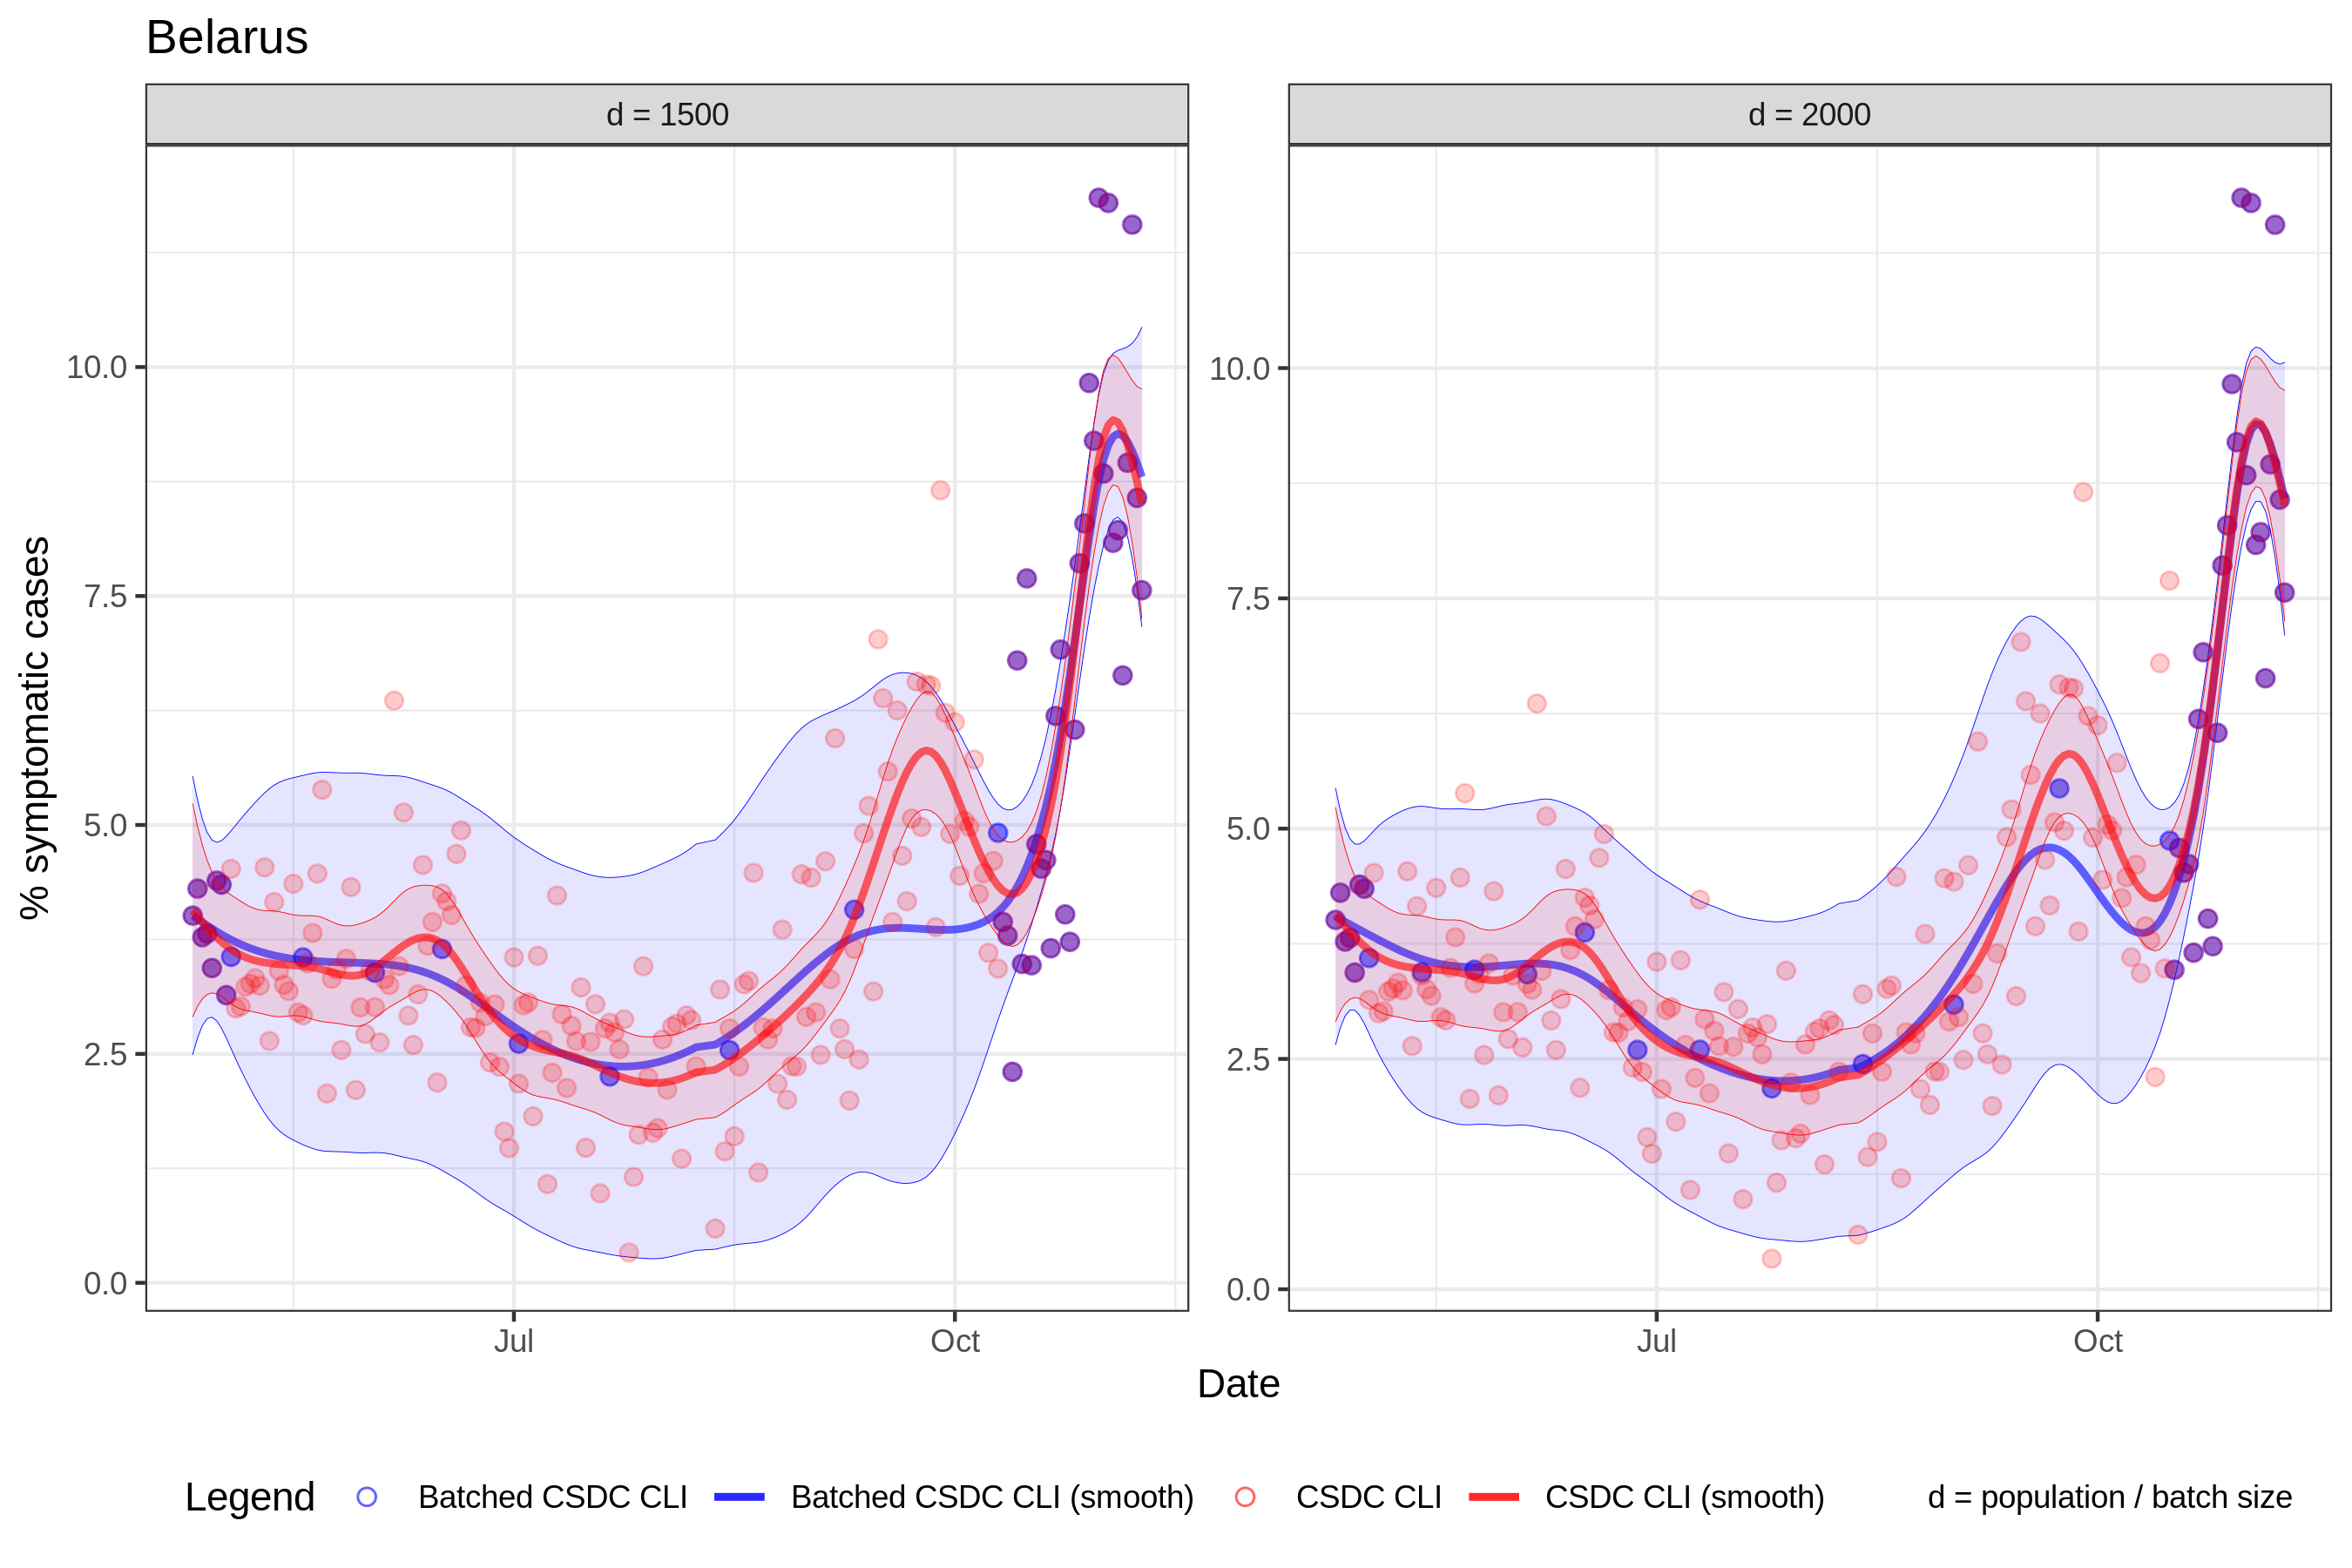 Belarus
d = 1500
d = 2000
% symptomatic cases
10.0
7.5
5.0
2.5
0.0
10.0
7.5
5.0
2.5
0.0
Jul
Oct
Jul
Oct
Date
Legend
Batched CSDC CLI
Batched CSDC CLI (smooth)
CSDC CLI
CSDC CLI (smooth)
d = population / batch size